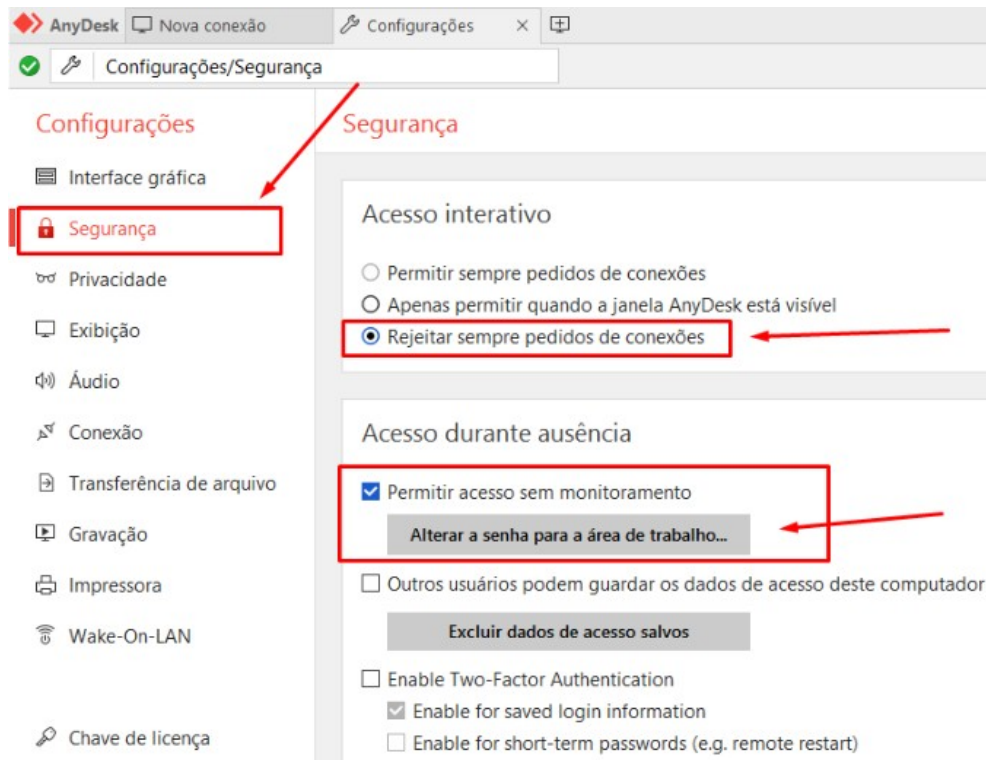 AnyDesk Nova conexão Configurações
Configurações/Segurança
Configurações
Interface gráfica
Segurança
Privacidade
Exibição
Áudio
Conexão
Transferência de arquivo
Gravação
Impressora
Wake-On-LAN
Chave de licença
Segurança
Acesso interativo
Permitir sempre pedidos de conexões
Apenas permitir quando a janela AnyDesk está visível
Rejeitar sempre pedidos de conexões
Acesso durante ausência
Permitir acesso sem monitoramento
Alterar a senha para a área de trabalho...
Outros usuários podem guardar os dados de acesso deste computador
Excluir dados de acesso salvos
Enable Two-Factor Authentication
Enable for saved login information
Enable for short-term passwords (e.g. remote restart)